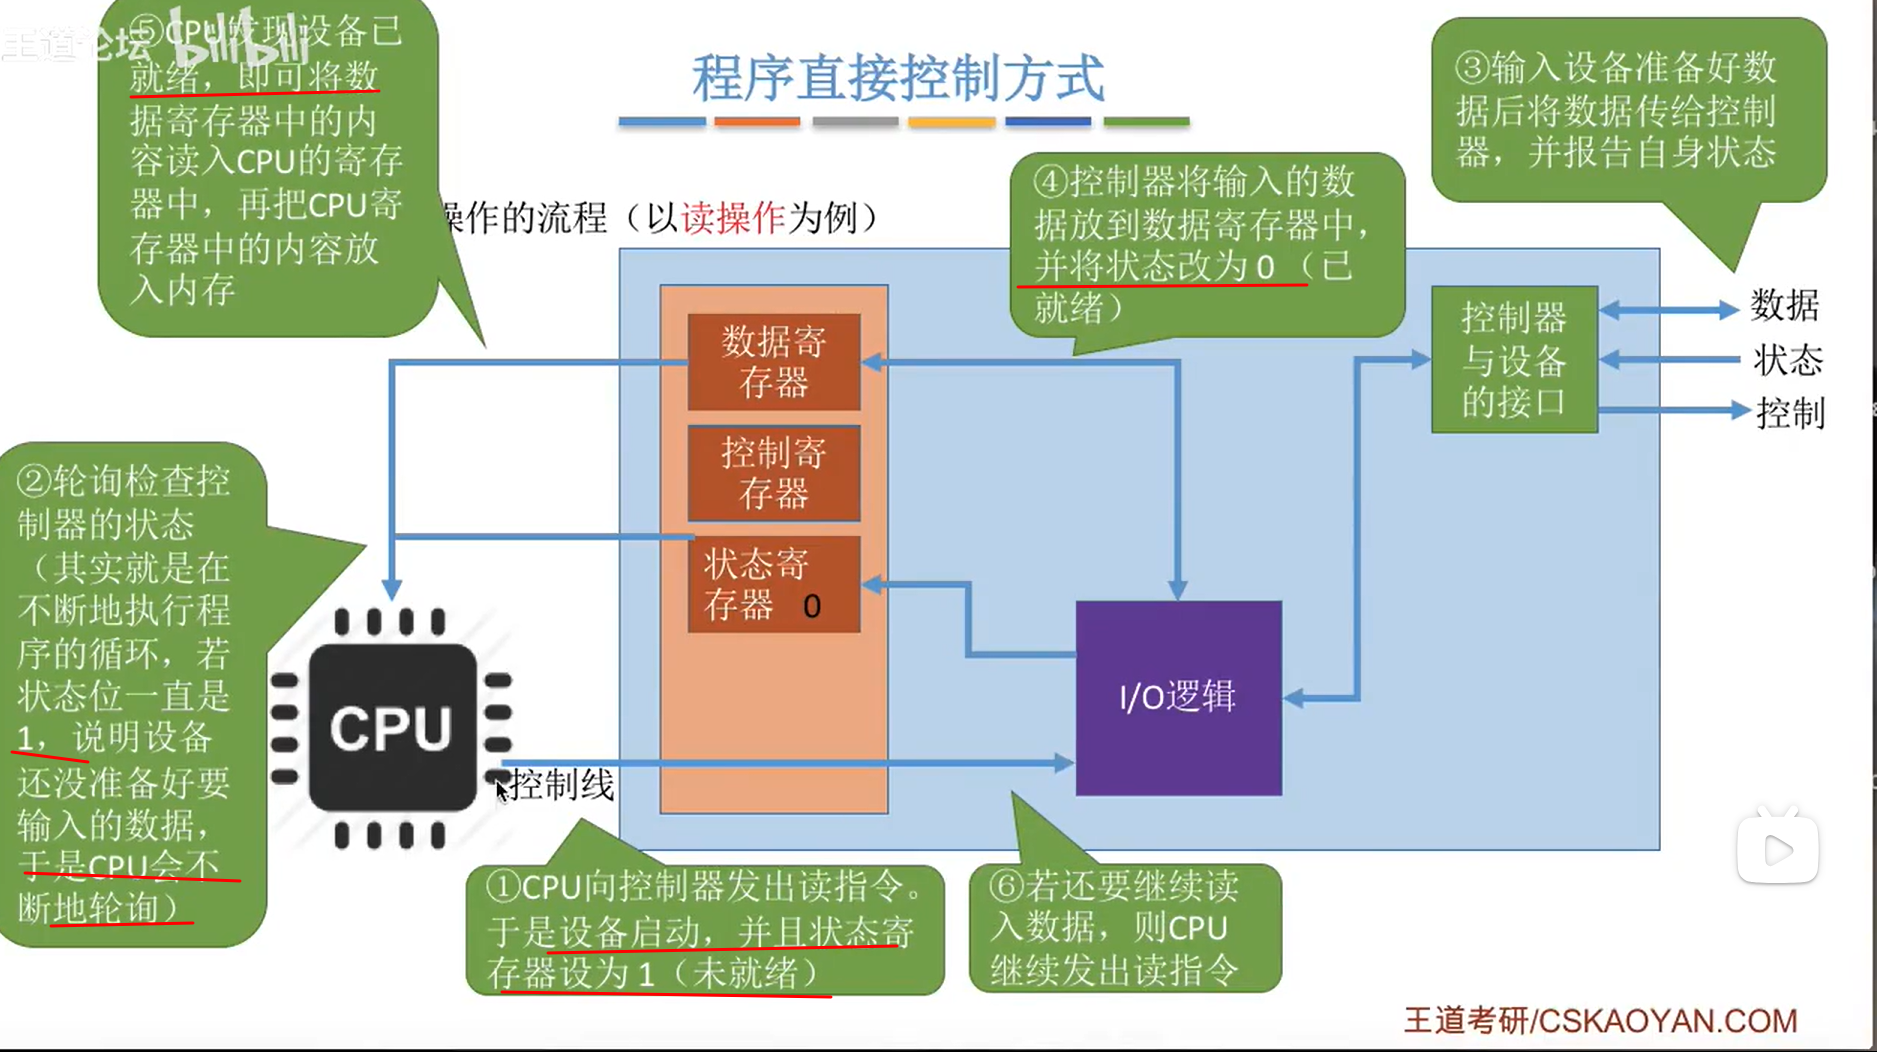 程序直接控制方式
王道论坛 bilibili
⑤CPU发现设备已
就绪，即可将数
据寄存器中的内
容读入CPU的寄存
器中，再把CPU寄
存器中的内容放
入内存
操作的流程（以读操作为例）
③输入设备准备好数
据后将数据传给控制
器，并报告自身状态
④控制器将输入的数
据放到数据寄存器中，
并将状态改为 0 （已
就绪）
数据寄
存器
控制寄
存器
状态寄
存器 0
控制器
与设备
的接口
数据
状态
控制
②轮询检查控
制器的状态
（其实就是在
不断地执行程
序的循环，若
状态位一直是
1，说明设备
还没准备好要
输入的数据，
于是CPU会不
断地轮询）
CPU
控制线
I/O逻辑
①CPU向控制器发出读指令。
于是设备启动，并且状态寄
存器设为 1（未就绪）
⑥若还要继续读
入数据，则CPU
继续发出读指令
王道考研/CSKAOYAN.COM